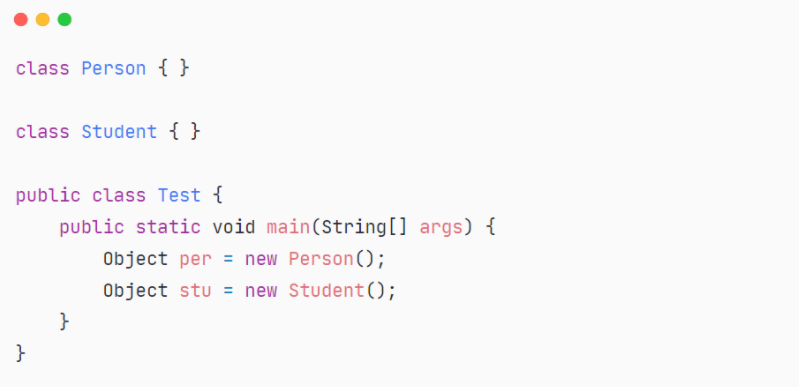 class Person { }
class Student { }
public class Test {
    public static void main(String[] args) {
        Object per = new Person();
        Object stu = new Student();
    }
}